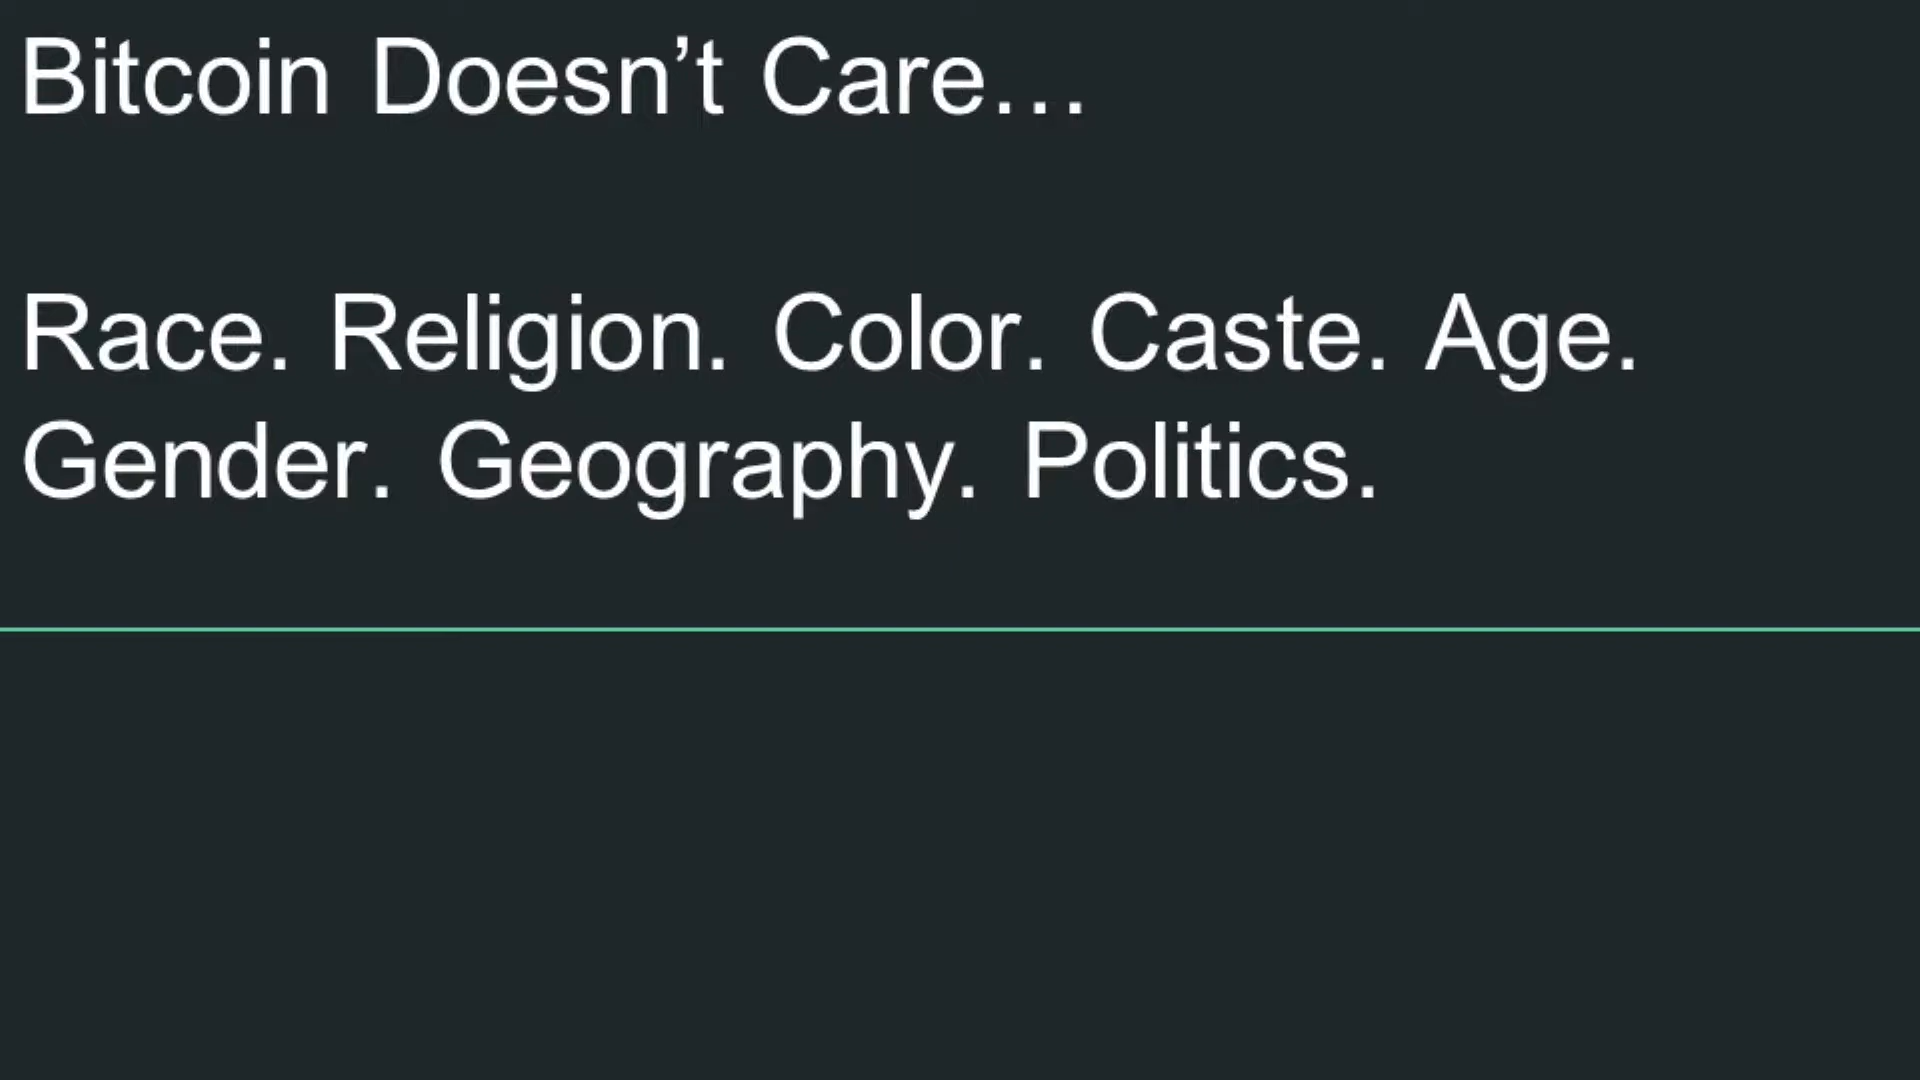 Bitcoin Doesn’t Care…
Race. Religion. Color. Caste. Age.
Gender. Geography. Politics.